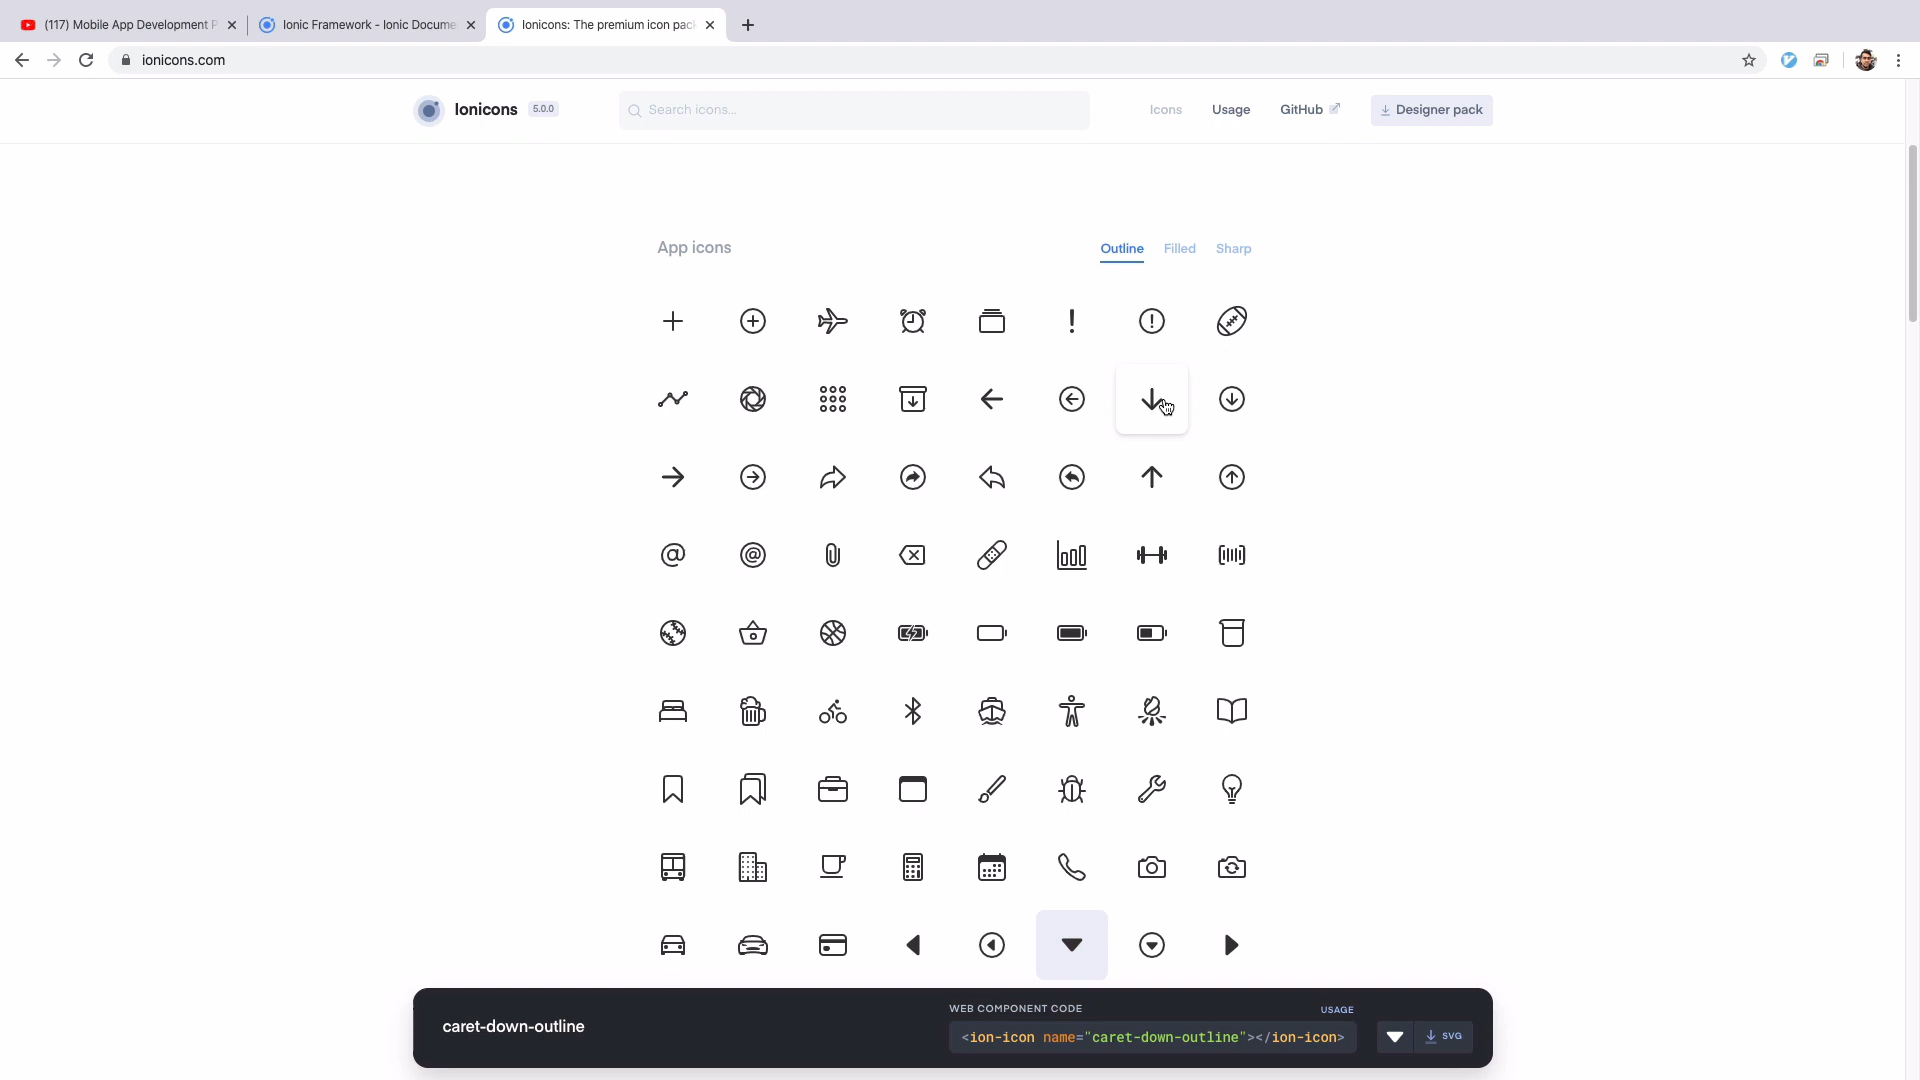 (117) Mobile App Development P
Ionic Framework - Ionic Docume
Ionicons: The premium icon pac
ionicons.com
Ionicons 5.0.0
Search icons...
Icons
Usage
GitHub
Designer pack
App icons
Outline
Filled
Sharp
caret-down-outline
WEB COMPONENT CODE
USAGE
<ion-icon name="caret-down-outline"></ion-icon>
SVG